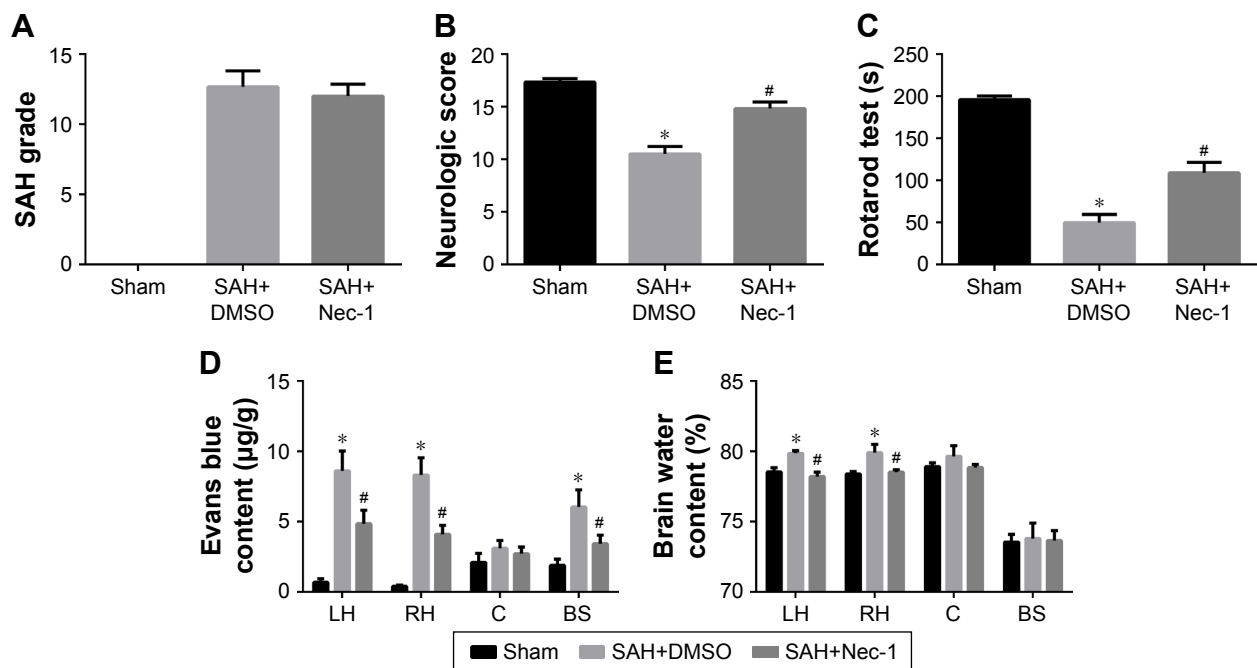 A
SAH grade
15
10
5
0
Sham
SAH+
DMSO
SAH+
Nec-1
B
Neurologic score
20
15
10
5
0
*
#
Sham
SAH+
DMSO
SAH+
Nec-1
C
Rotarod test (s)
250
200
150
100
50
0
*
#
Sham
SAH+
DMSO
SAH+
Nec-1
D
Evans blue
content (µg/g)
15
10
5
0
*
#
*
#
*
#
LH
RH
C
BS
E
Brain water
content (%)
85
80
75
70
*
#
*
#
LH
RH
C
BS
Sham
SAH+DMSO
SAH+Nec-1